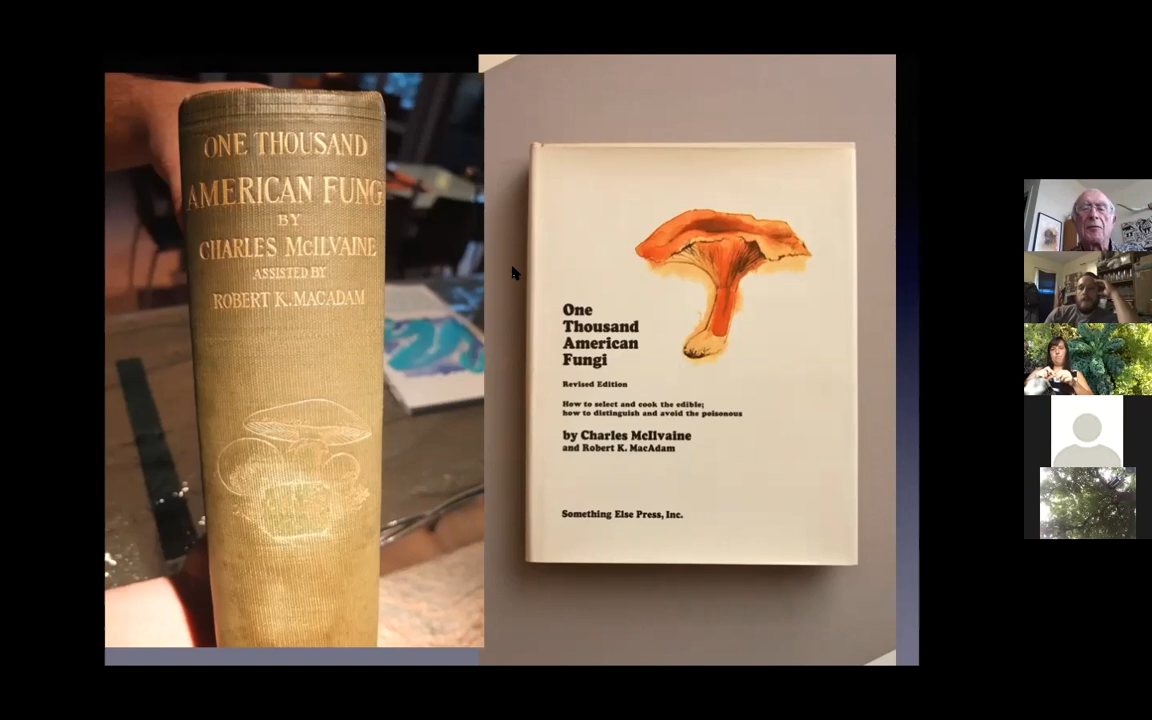 ONE THOUSAND
AMERICAN FUNG
BY
CHARLES McILVAINE
ASSISTED BY
ROBERT K. MACADAM
One
Thousand
American
Fungi
Revised Edition
How to select and cook the edible;
how to distinguish and avoid the poisonous
by Charles McIlvaine
and Robert K. MacAdam
Something Else Press, Inc.